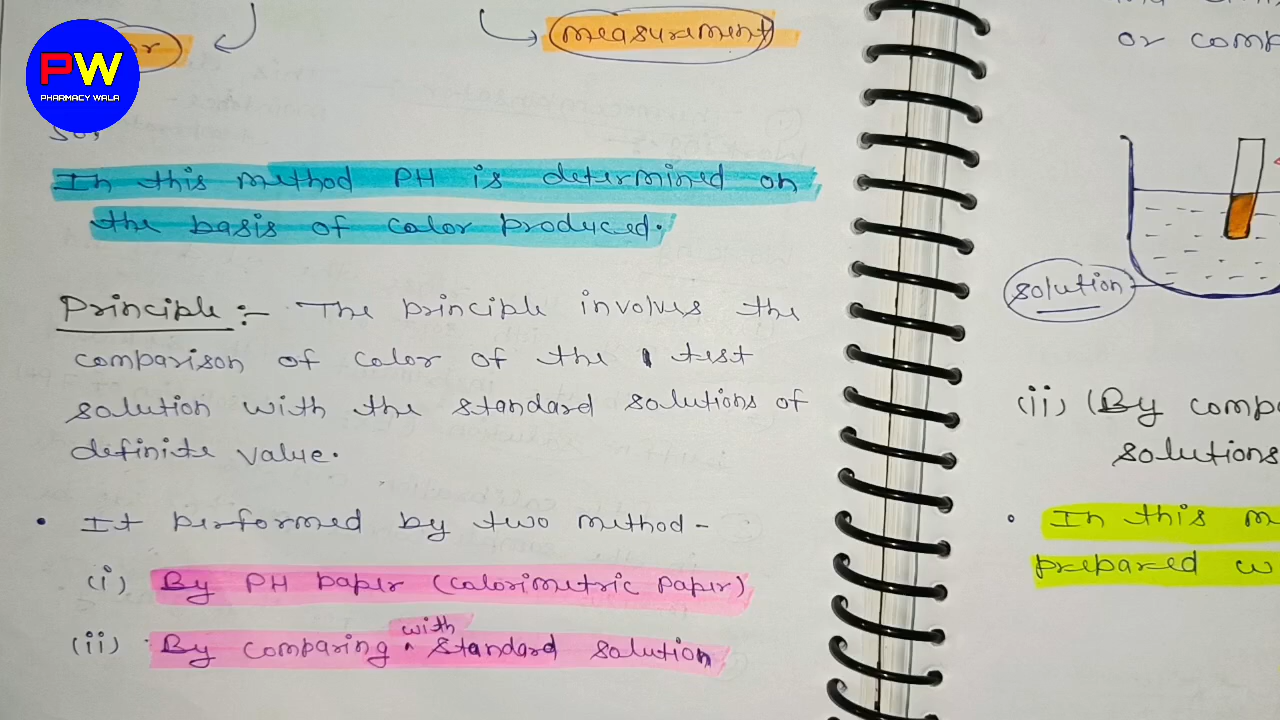 PW
PHARMACY WALA
measurement
So,
In this method PH is determined on
the basis of color produced.
Principle :- The principle involves the
comparison of color of the test
solution with the standard solutions of
definite value.
• It performed by two method -
(i) By PH paper (Calorimetric Paper)
(ii) By comparing with standard solution
or comp
solution
(ii) (By compa
solutions
• In this m
prepared w